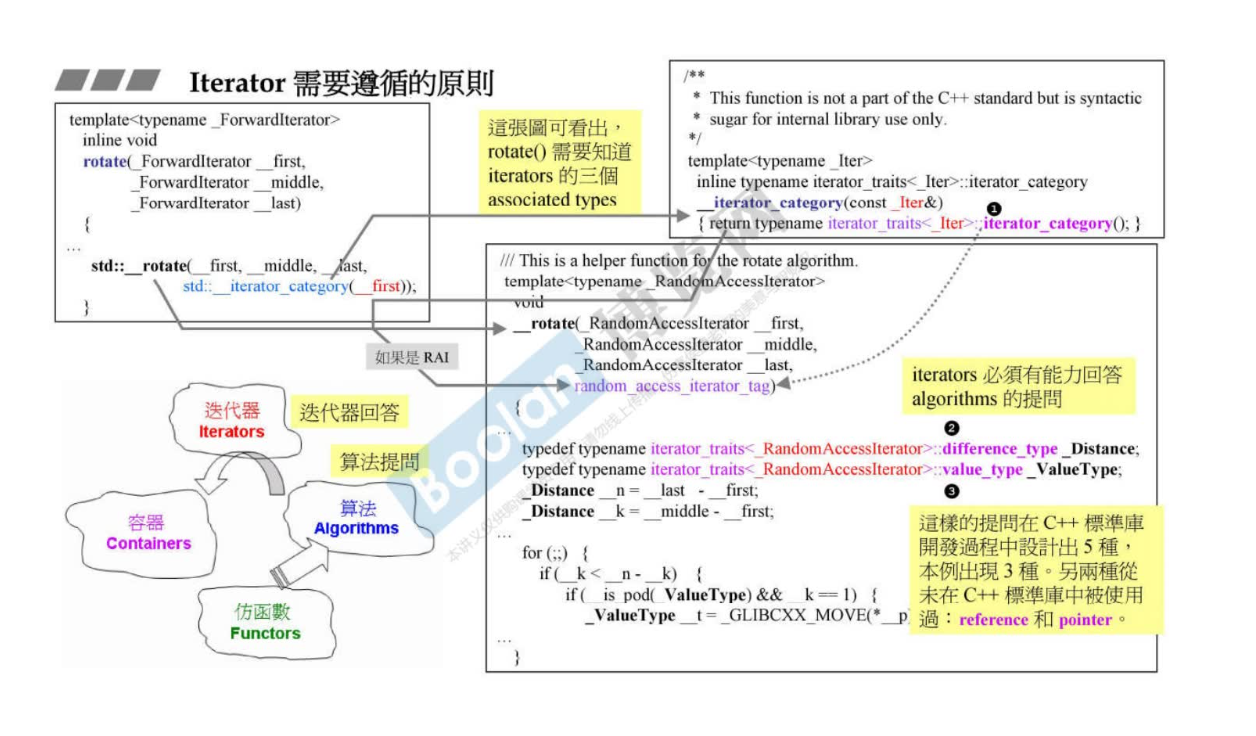 Iterator 需要遵循的原則
template<typename _ForwardIterator>
inline void
rotate(_ForwardIterator __first,
_ForwardIterator __middle,
_ForwardIterator __last)
{
…
std::__rotate(__first, __middle, __last,
std::__iterator_category(__first));
}
這張圖可看出，
rotate() 需要知道
iterators 的三個
associated types
/**
* This function is not a part of the C++ standard but is syntactic
* sugar for internal library use only.
*/
template<typename _Iter>
inline typename iterator_traits<_Iter>::iterator_category
__iterator_category(const _Iter&)
❶
{ return typename iterator_traits<_Iter>::iterator_category(); }
/// This is a helper function for the rotate algorithm.
template<typename _RandomAccessIterator>
void
__rotate(_RandomAccessIterator __first,
_RandomAccessIterator __middle,
_RandomAccessIterator __last,
random_access_iterator_tag)
{
…
❷
typedef typename iterator_traits<_RandomAccessIterator>::difference_type _Distance;
typedef typename iterator_traits<_RandomAccessIterator>::value_type _ValueType;
❸
_Distance __n = __last - __first;
_Distance __k = __middle - __first;
…
for (;;) {
if (__k < __n - __k) {
if (__is_pod(_ValueType) && __k == 1) {
_ValueType __t = _GLIBCXX_MOVE(*__p)
…
}
如果是 RAI
iterators 必須有能力回答
algorithms 的提問
這樣的提問在 C++ 標準庫
開發過程中設計出 5 種，
本例出現 3 種。另兩種從
未在 C++ 標準庫中被使用
過：reference 和 pointer。
迭代器
Iterators
迭代器回答
算法提問
算法
Algorithms
容器
Containers
仿函數
Functors
Boolan 博览网